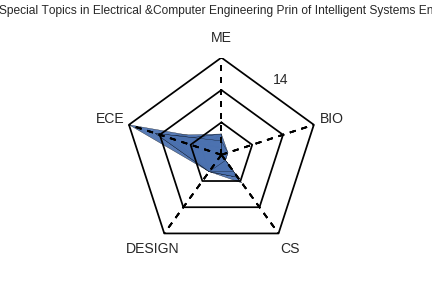 Special Topics in Electrical &Computer Engineering Prin of Intelligent Systems En
ME
14
ECE
BIO
DESIGN
CS